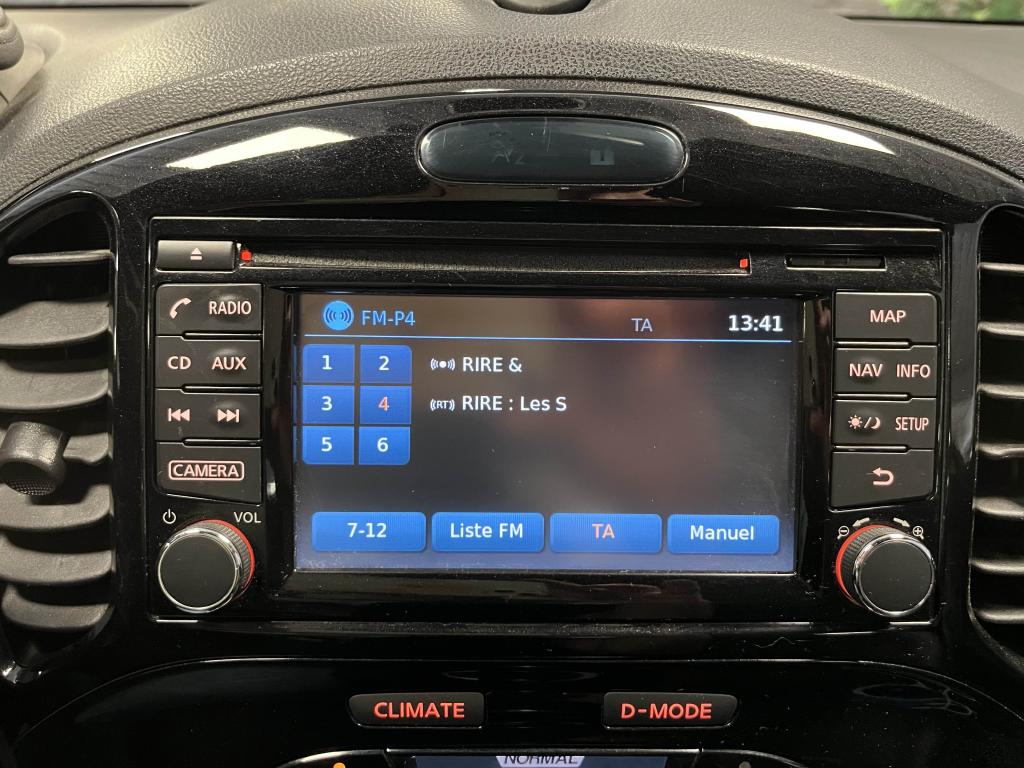 RADIO
CD AUX
CAMERA
VOL
FM-P4 TA 13:41
1 2 RIRE &
3 4 RT RIRE : Les S
5 6
7-12 Liste FM TA Manuel
MAP
NAV INFO
SETUP
CLIMATE D-MODE
NORMAL